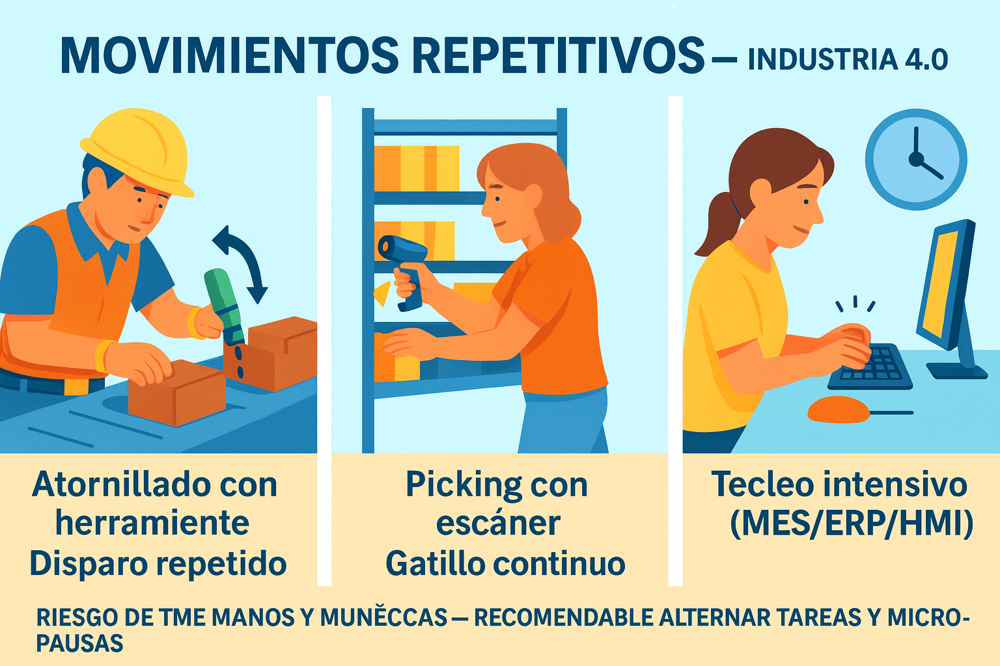 MOVIMIENTOS REPETITIVOS — INDUSTRIA 4.0
Atornillado con
herramiente
Disparo repetido
Picking con
escáner
Gatillo continuo
Tecleo intensivo
(MES/ERP/HMI)
RIESGO DE TME MANOS Y MUNĚCCAS — RECOMENDABLE ALTERNAR TAREAS Y MICRO-
PAUSAS